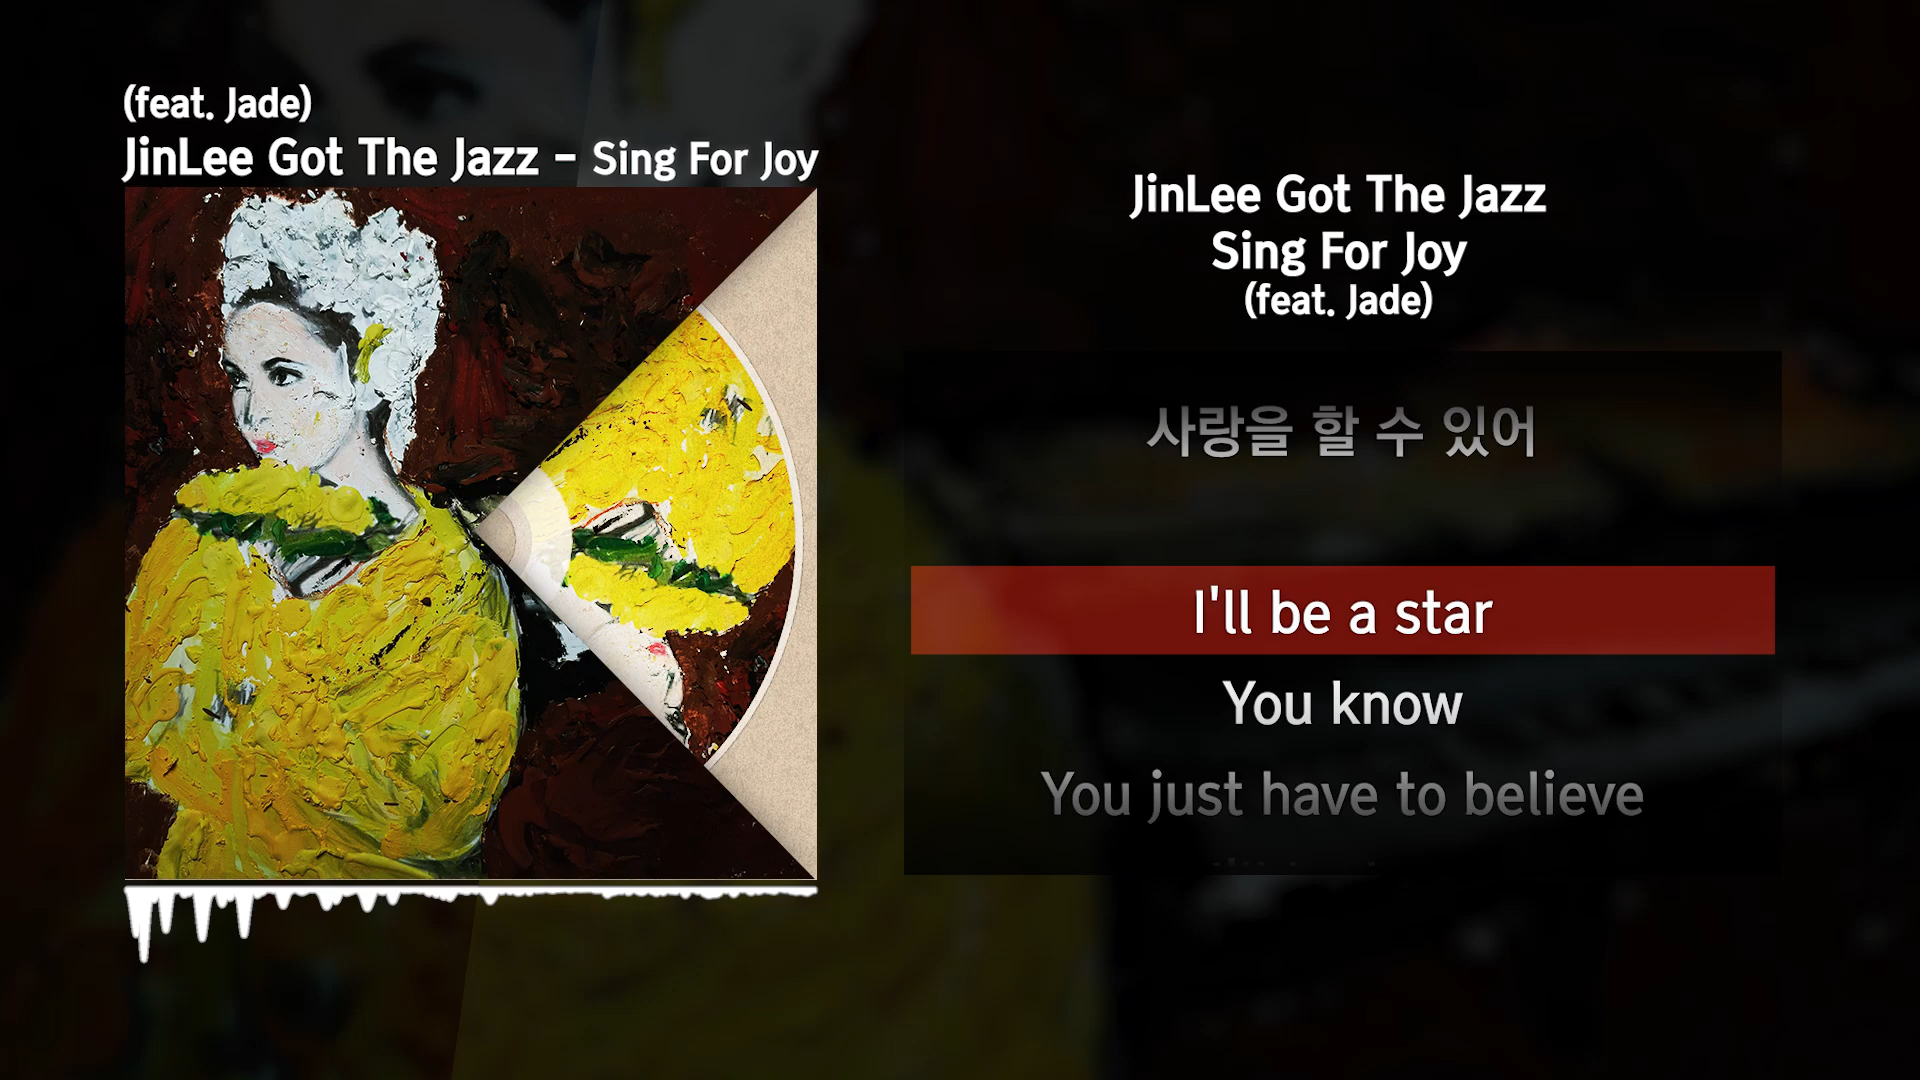 (feat. Jade)
JinLee Got The Jazz - Sing For Joy
JinLee Got The Jazz
Sing For Joy
(feat. Jade)
사랑을 할 수 있어
I'll be a star
You know
You just have to believe